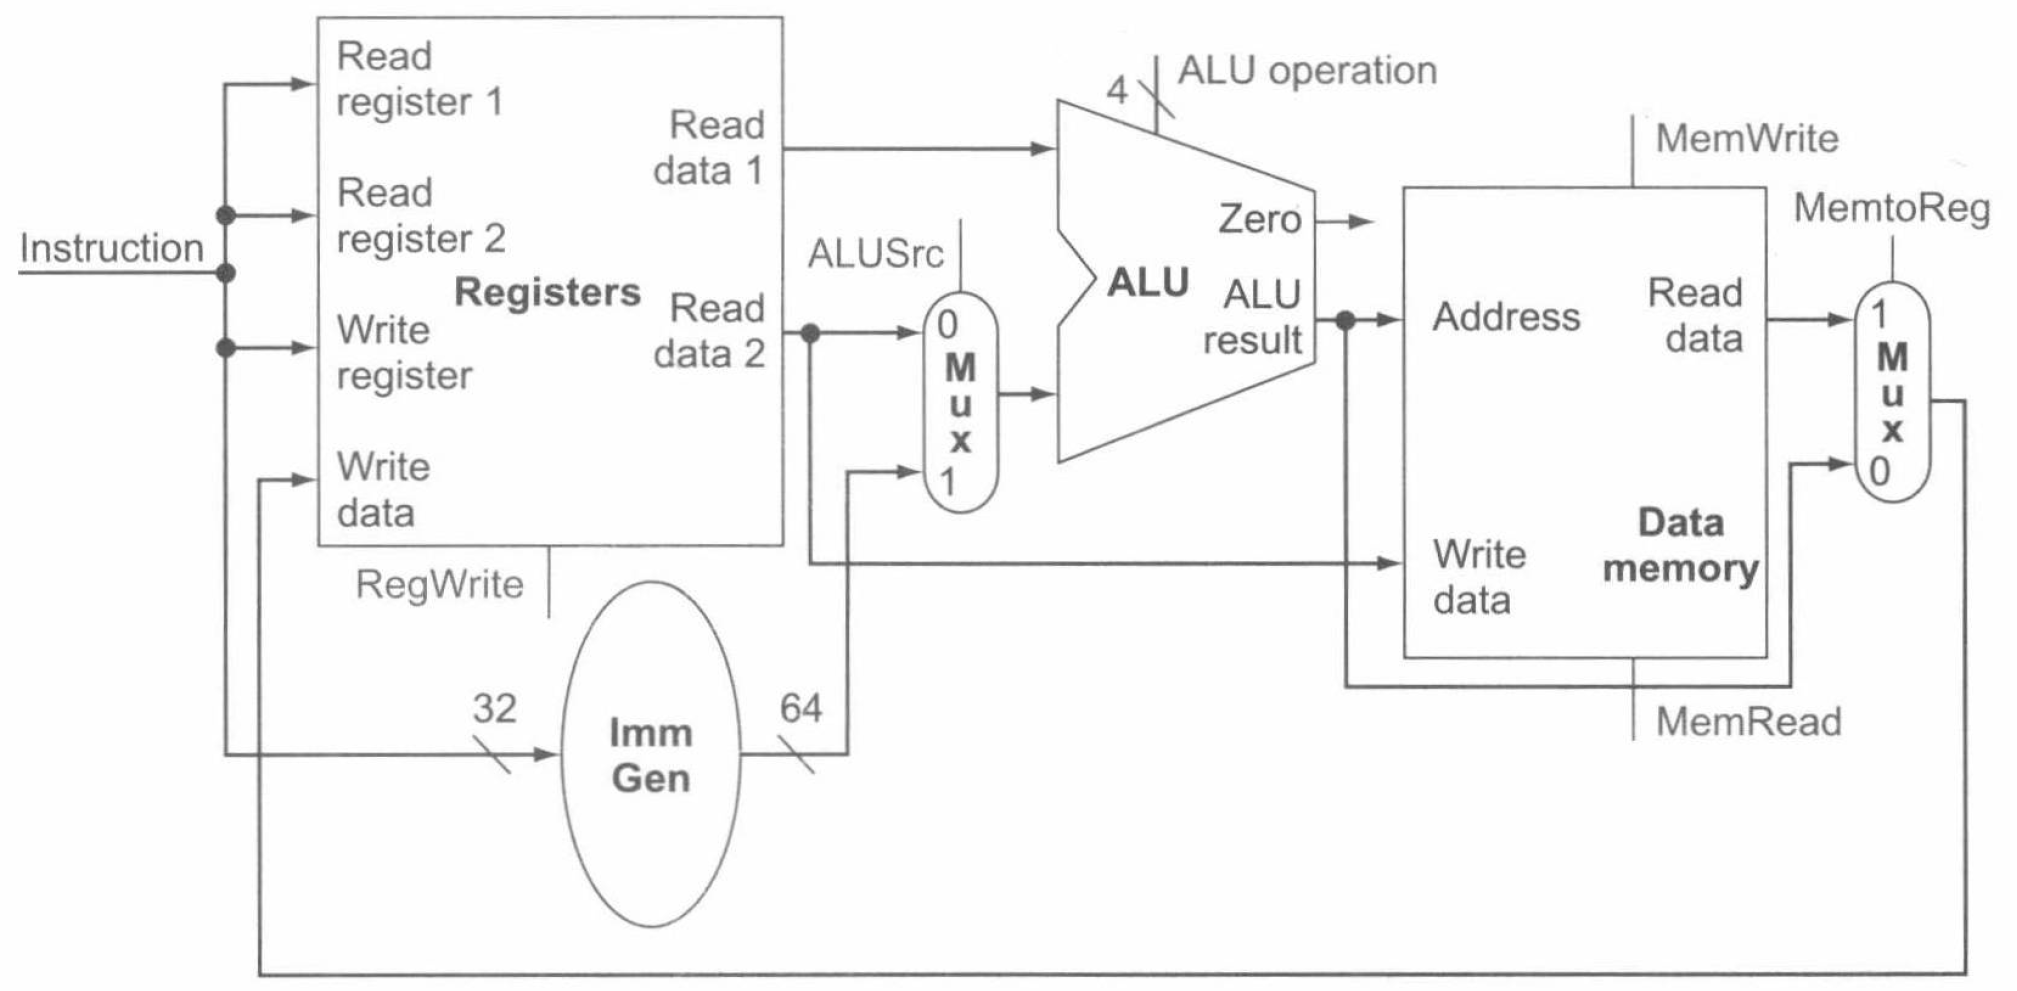 Instruction
Read
register 1
Read
register 2
Write
register
Write
data
Registers
Read
data 1
Read
data 2
RegWrite
32
Imm
Gen
64
ALUSrc
0
M
u
x
1
4
ALU operation
Zero
ALU
ALU
result
MemWrite
Address
Read
data
Write
data
Data
memory
MemRead
MemtoReg
1
M
u
x
0